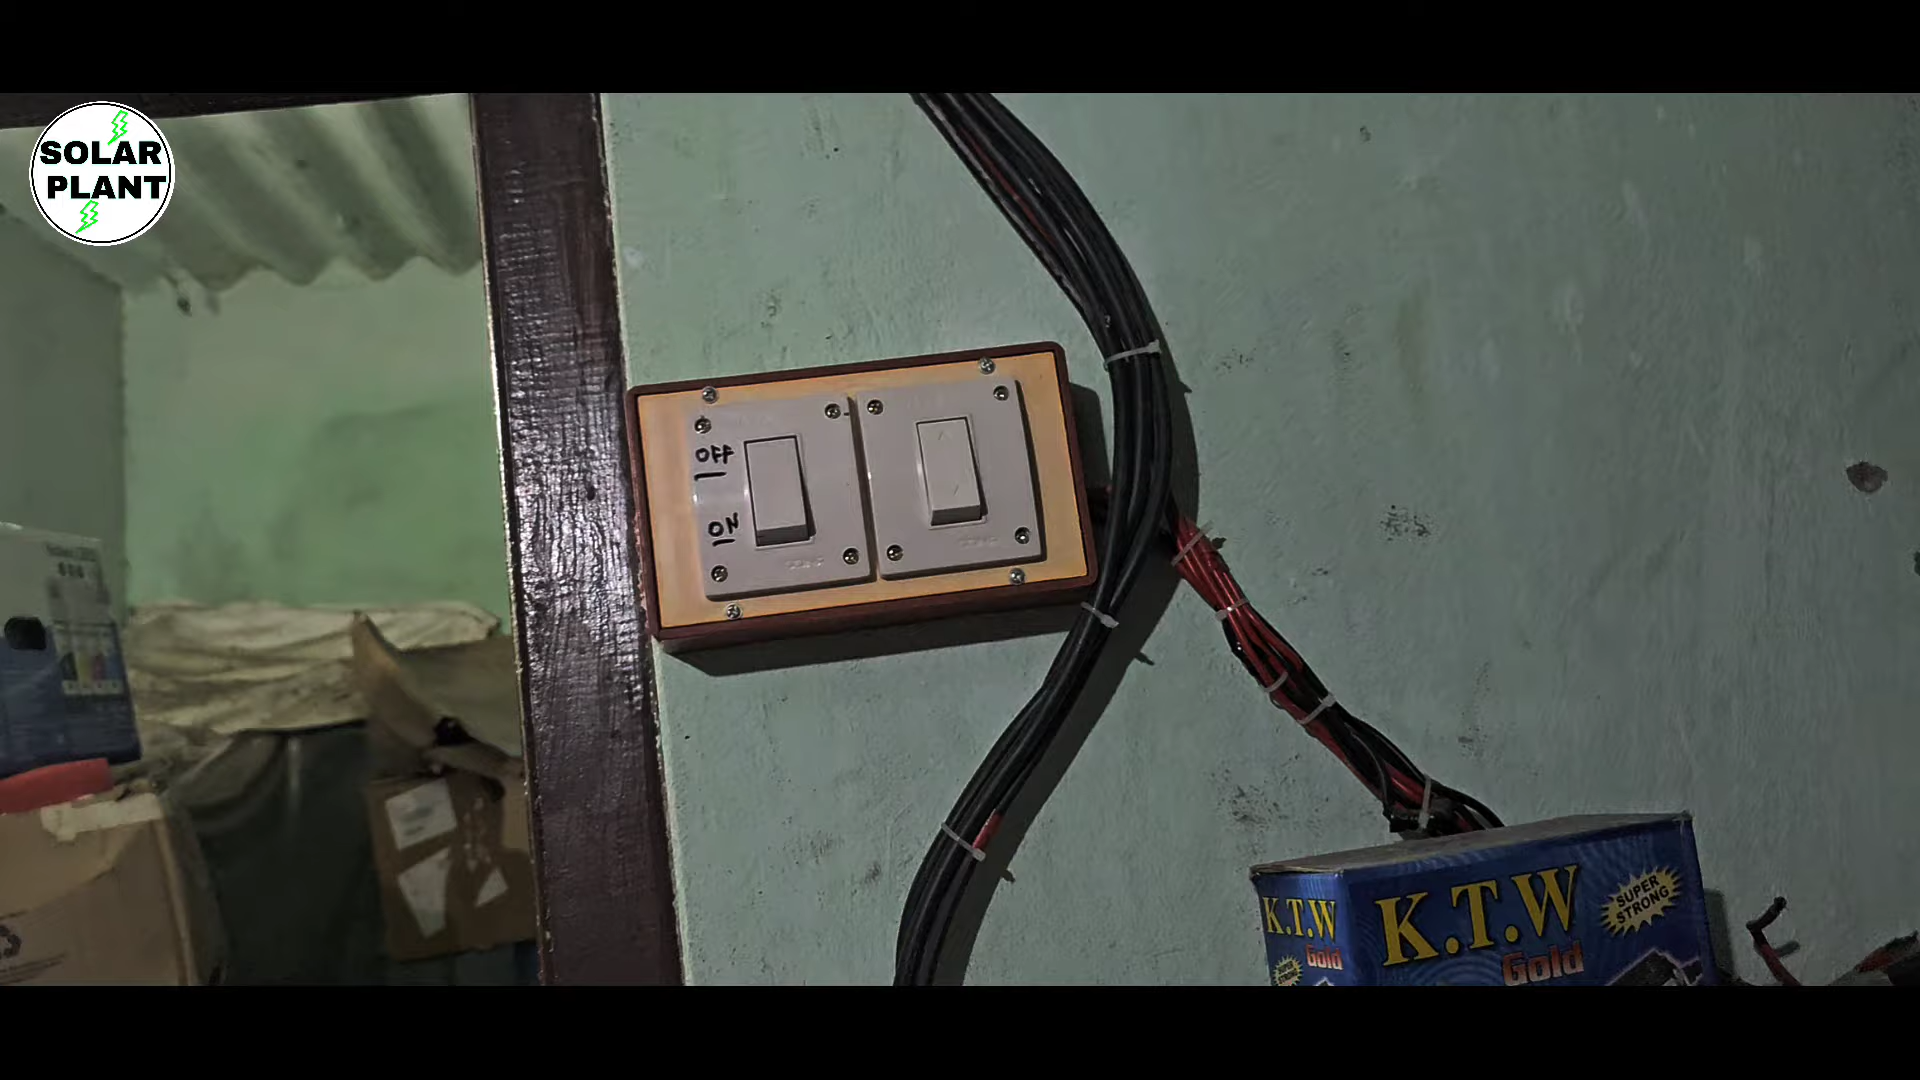 SOLAR
PLANT
OFF
ON
K.T.W
Gold
K.T.W
Gold
SUPER
STRONG